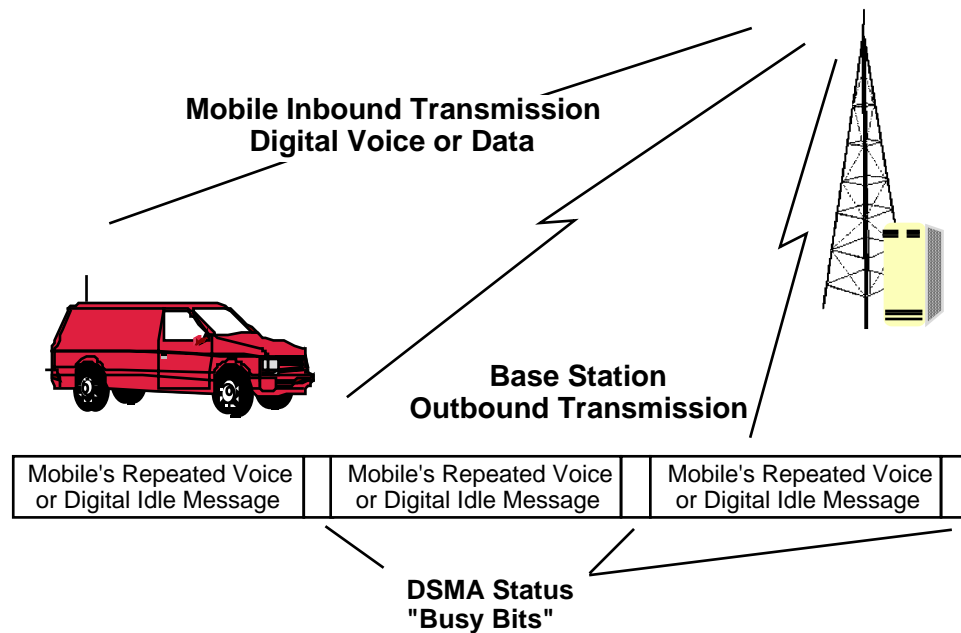 Mobile Inbound Transmission
Digital Voice or Data
Base Station
Outbound Transmission
Mobile's Repeated Voice
or Digital Idle Message
Mobile's Repeated Voice
or Digital Idle Message
Mobile's Repeated Voice
or Digital Idle Message
DSMA Status
"Busy Bits"